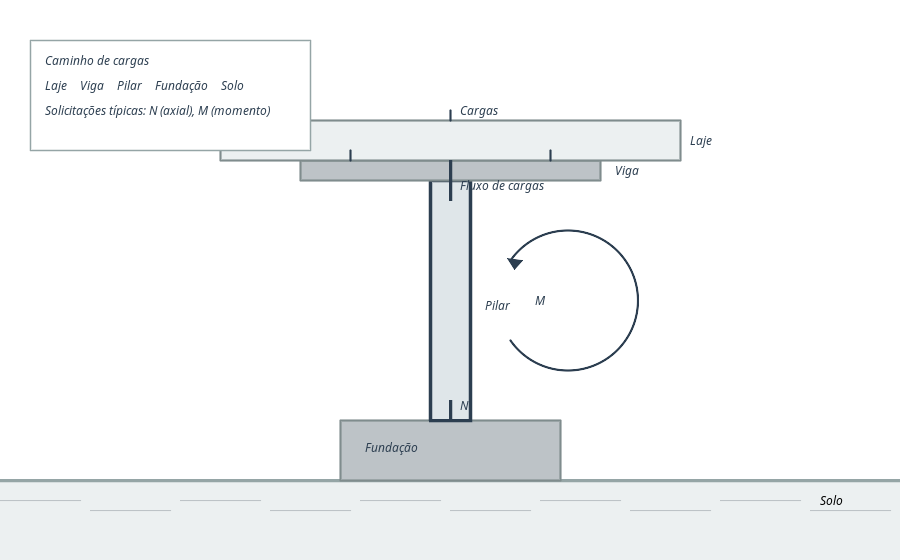 Caminho de cargas
Laje Viga Pilar Fundação Solo
Solicitações típicas: N (axial), M (momento)
Cargas
Laje
Viga
Fluxo de cargas
M
Pilar
N
Fundação
Solo